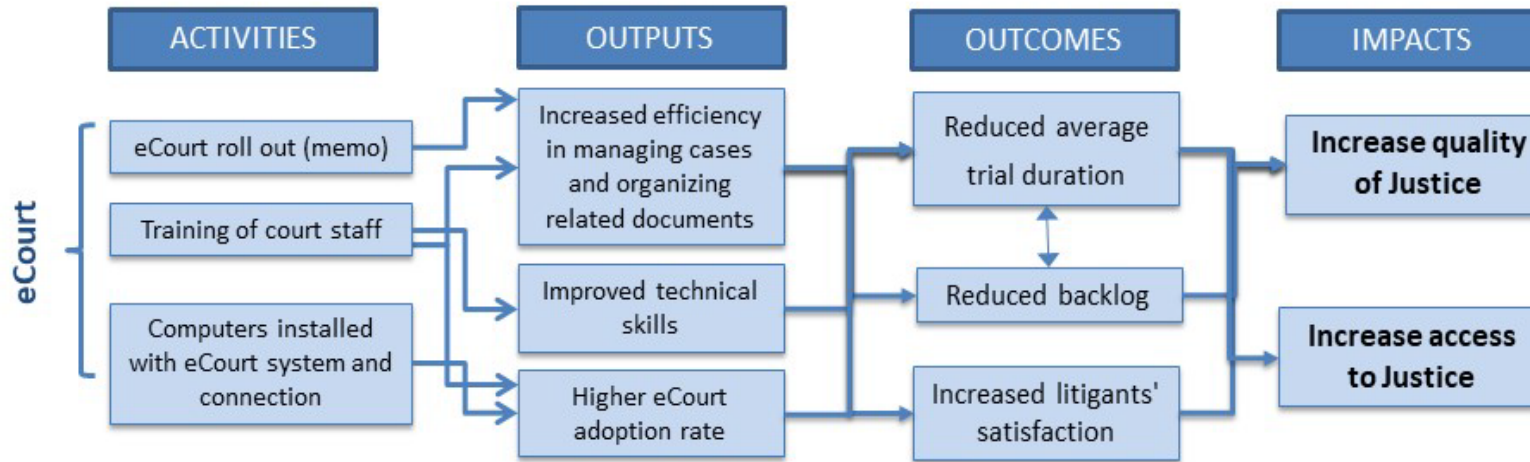 ACTIVITIES
OUTPUTS
OUTCOMES
IMPACTS
eCourt
eCourt roll out (memo)
Training of court staff
Computers installed
with eCourt system and
connection
Increased efficiency
in managing cases
and organizing
related documents
Improved technical
skills
Higher eCourt
adoption rate
Reduced average
trial duration
Reduced backlog
Increased litigants'
satisfaction
Increase quality
of Justice
Increase access
to Justice